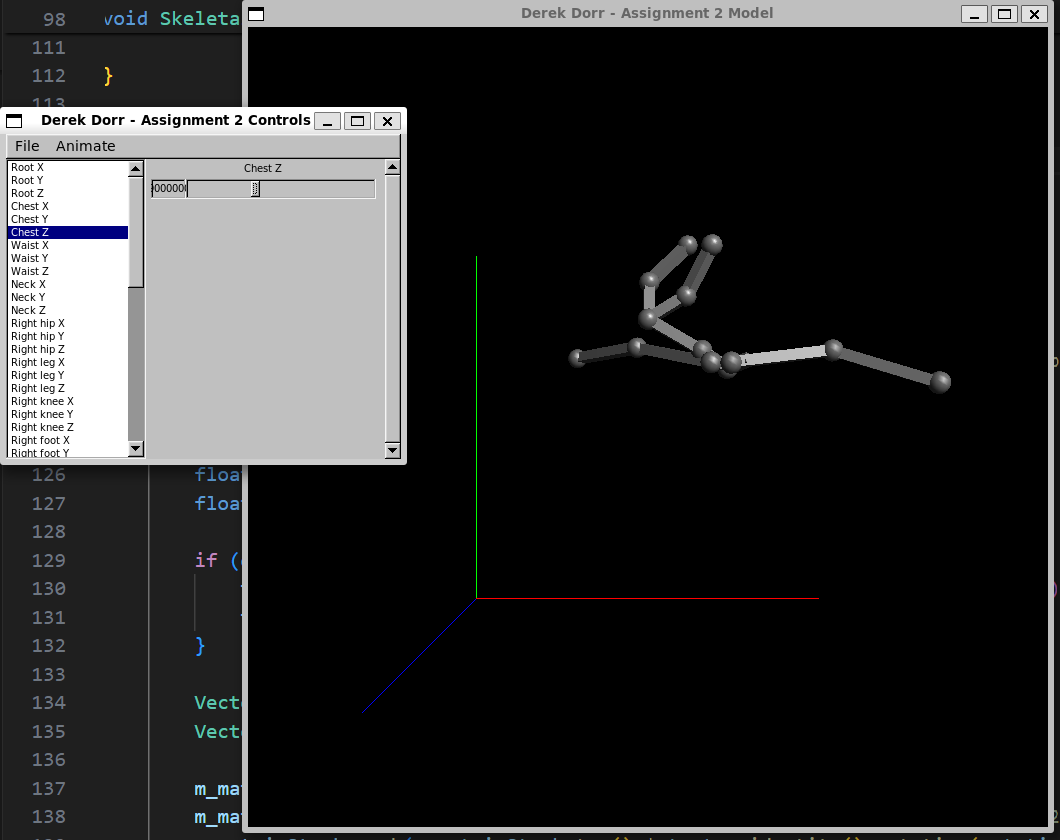 98 void Skeleta
111
112 }
113
Derek Dorr - Assignment 2 Model
Derek Dorr - Assignment 2 Controls
File Animate
Root X
Root Y
Root Z
Chest X
Chest Y
Chest Z
Waist X
Waist Y
Waist Z
Neck X
Neck Y
Neck Z
Right hip X
Right hip Y
Right hip Z
Right leg X
Right leg Y
Right leg Z
Right knee X
Right knee Y
Right knee Z
Right foot X
Right foot Y
Chest Z
000000
126 floa
127 floa
128
129 if (
130
131
132 }
133
134 Vect
135 Vect
136
137 m_ma
138 m_ma